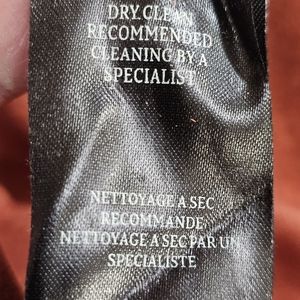 DRY.CLEAN
RECOMMENDED
CLEANING BY A
SPECIALIST
NETTOYAGE A SEC
RECOMMANDE
NETTOYAGE A SEC PAR UN
SPECIALISTE